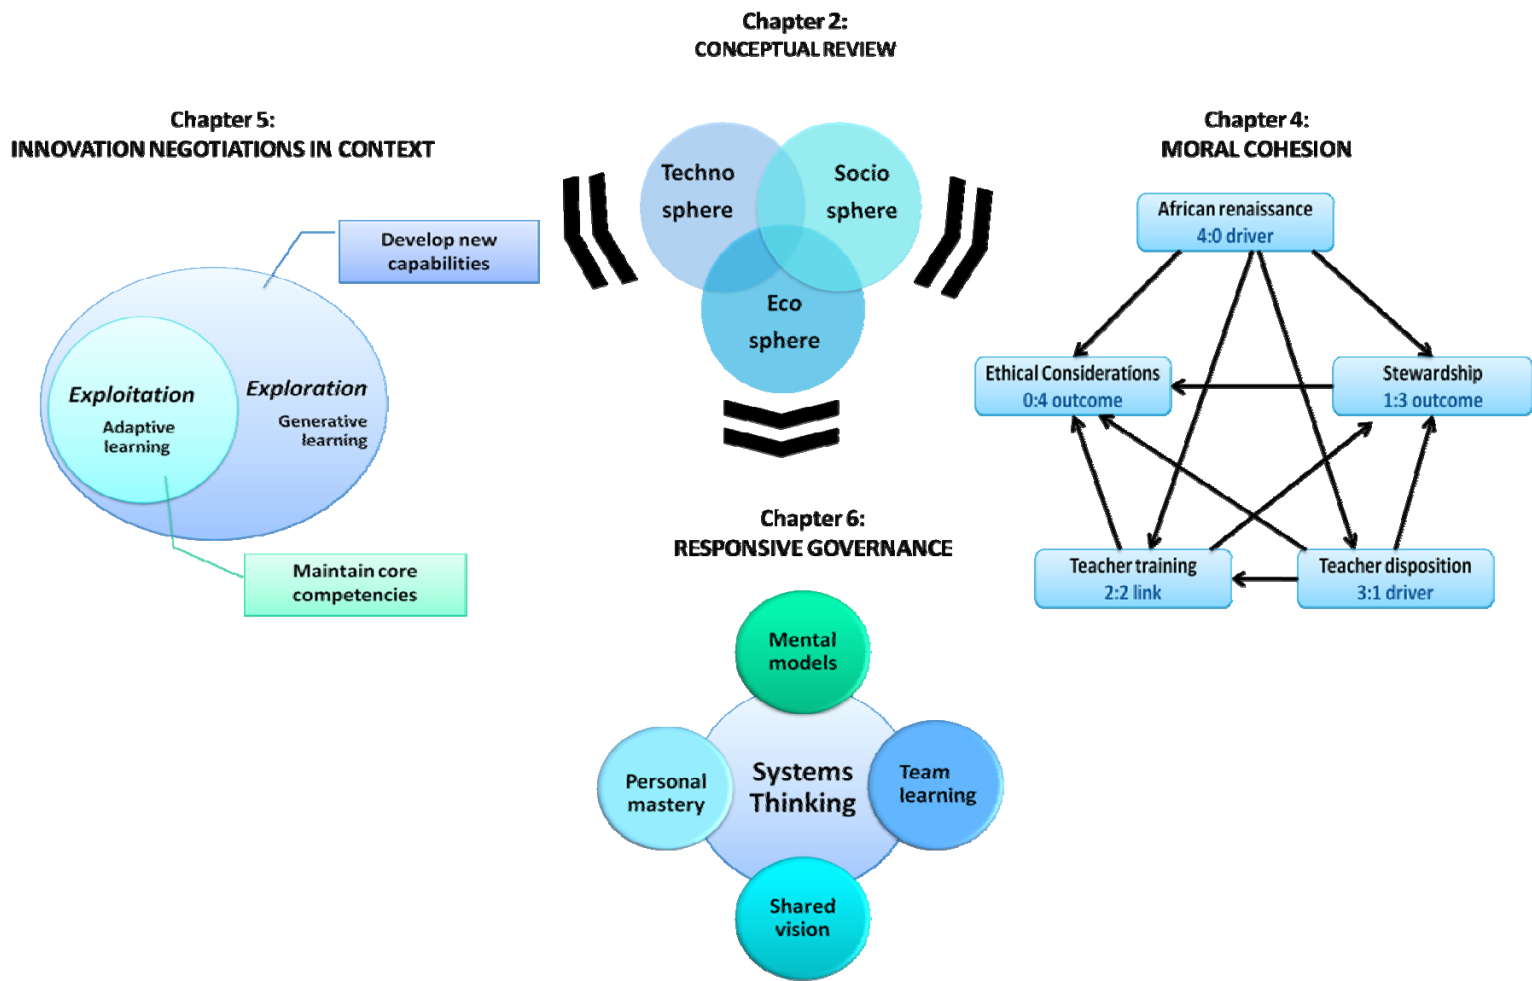 Chapter 2:
CONCEPTUAL REVIEW
Chapter 5:
INNOVATION NEGOTIATIONS IN CONTEXT
Develop new
capabilities
Exploitation
Adaptive
learning
Exploration
Generative
learning
Maintain core
competencies
Techno
sphere
Socio
sphere
Eco
sphere
Chapter 4:
MORAL COHESION
African renaissance
4:0 driver
Ethical Considerations
0:4 outcome
Stewardship
1:3 outcome
Teacher training
2:2 link
Teacher disposition
3:1 driver
Chapter 6:
RESPONSIVE GOVERNANCE
Mental
models
Personal
mastery
Systems
Thinking
Team
learning
Shared
vision